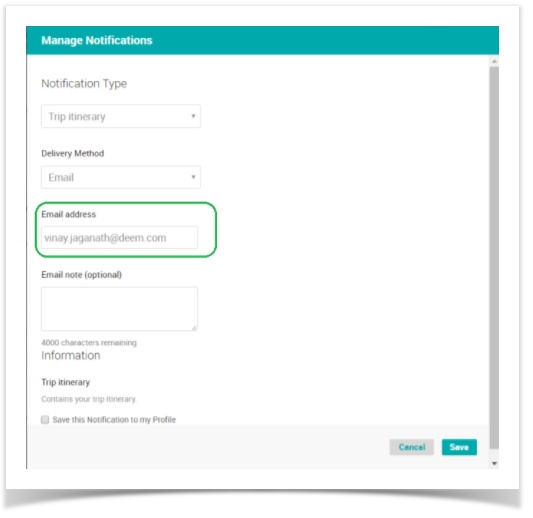 Manage Notifications
Notification Type
Trip itinerary
Delivery Method
Email
Email address
vinay.jaganath@deem.com
Email note (optional)
4000 characters remaining
Information
Trip itinerary
Contains your trip itinerary.
Save this Notification to my Profile
Cancel Save